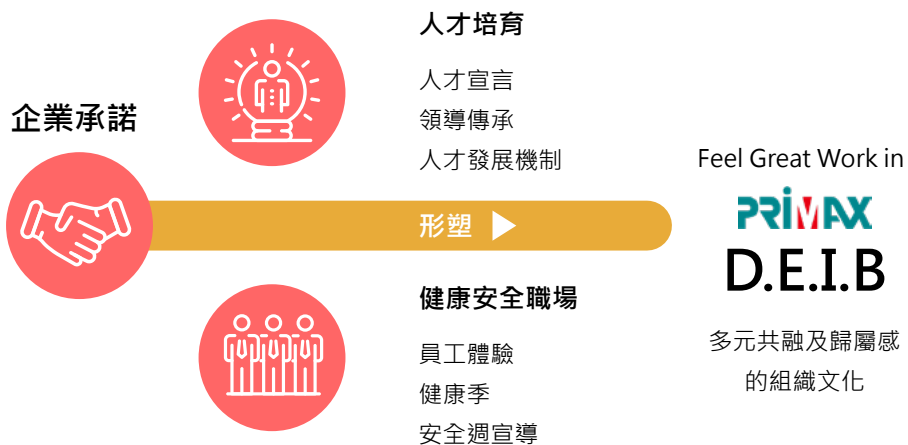 企業承諾
人才培育
人才宣言
領導傳承
人才發展機制
形塑
健康安全職場
員工體驗
健康季
安全週宣導
Feel Great Work in
PRIMAX
D.E.I.B
多元共融及歸屬感
的組織文化